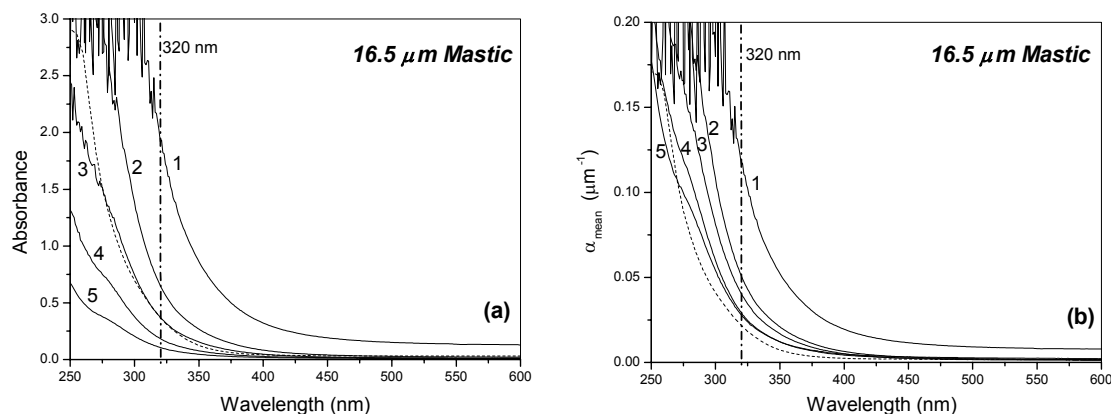 3.0
2.5
2.0
1.5
1.0
0.5
0.0
Absorbance
320 nm
16.5 μm Mastic
1
2
3
4
5
(a)
250 300 350 400 450 500 550 600
Wavelength (nm)
0.20
0.15
0.10
0.05
0.00
α mean (μm⁻¹)
320 nm
16.5 μm Mastic
1
2
3
4
5
(b)
250 300 350 400 450 500 550 600
Wavelength (nm)